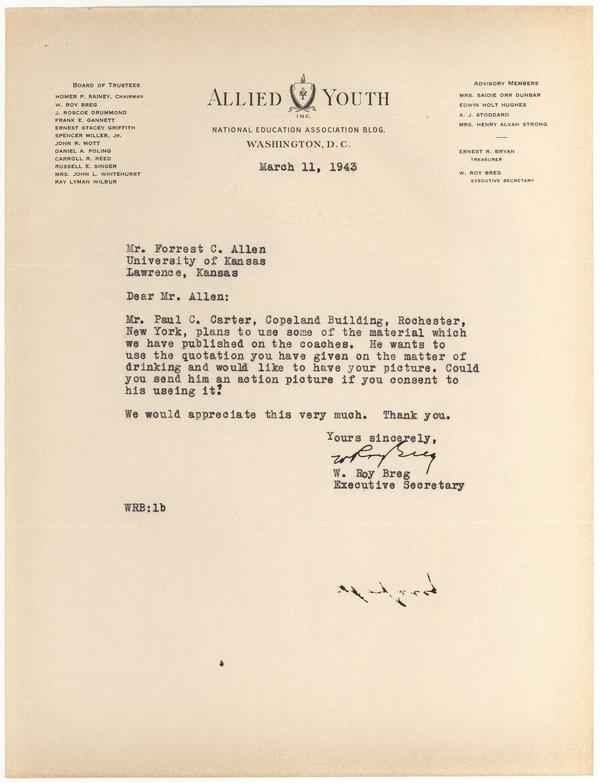 BOARD OF TRUSTEES
HOMER P. RAINEY, CHAIRMAN
W. ROY BREG
J. ROSCOE DRUMMOND
FRANK E. GANNETT
ERNEST STACEY GRIFFITH
SPENCER MILLER, JR.
JOHN R. MOTT
DANIEL A. POLING
CARROLL R. REED
RUSSELL E. SINGER
MRS. JOHN L. WHITEHURST
RAY LYMAN WILBUR
ALLIED YOUTH
INC.
NATIONAL EDUCATION ASSOCIATION BLDG.
WASHINGTON, D. C.
March 11, 1943
ADVISORY MEMBERS
MRS. SAIDIE ORR DUNBAR
EDWIN HOLT HUGHES
A. J. STODDARD
MRS. HENRY ALVAH STRONG
ERNEST R. BRYAN
TREASURER
W. ROY BREG
EXECUTIVE SECRETARY
Mr. Forrest C. Allen
University of Kansas
Lawrence, Kansas
Dear Mr. Allen:
Mr. Paul C. Carter, Copeland Building, Rochester,
New York, plans to use some of the material which
we have published on the coaches. He wants to
use the quotation you have given on the matter of
drinking and would like to have your picture. Could
you send him an action picture if you consent to
his useing it?
We would appreciate this very much. Thank you.
Yours sincerely,
W Roy Breg
W. Roy Breg
Executive Secretary
WRB:lb